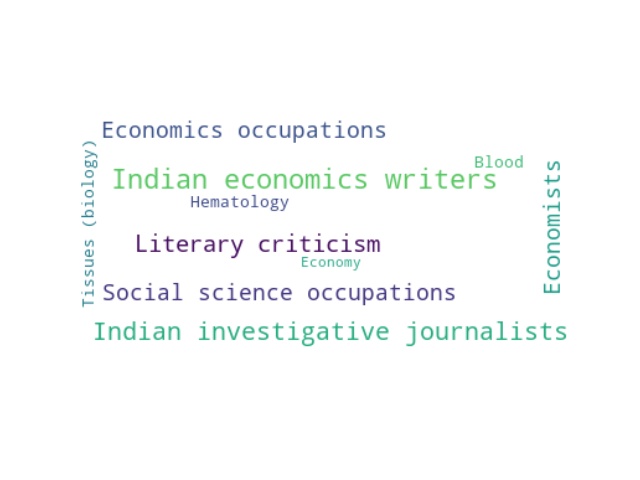 Economics occupations
Blood
Indian economics writers
Hematology
Literary criticism
Economy
Social science occupations
Indian investigative journalists
Tissues (biology)
Economists